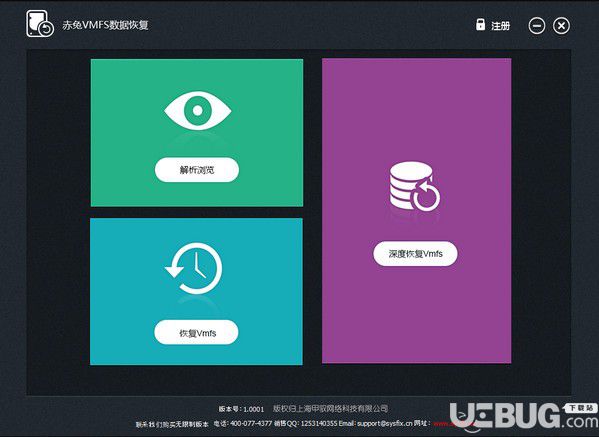 赤兔VMFS数据恢复
注册
解析浏览
恢复Vmfs
深度恢复Vmfs
版本号：1.0001 版权归上海甲驭网络科技有限公司
联系我们购买无限制版本 电话：400-077-4377 销售QQ：1253140355 Email：support@sysfix.cn 网址：
UEBUG.com
下载站